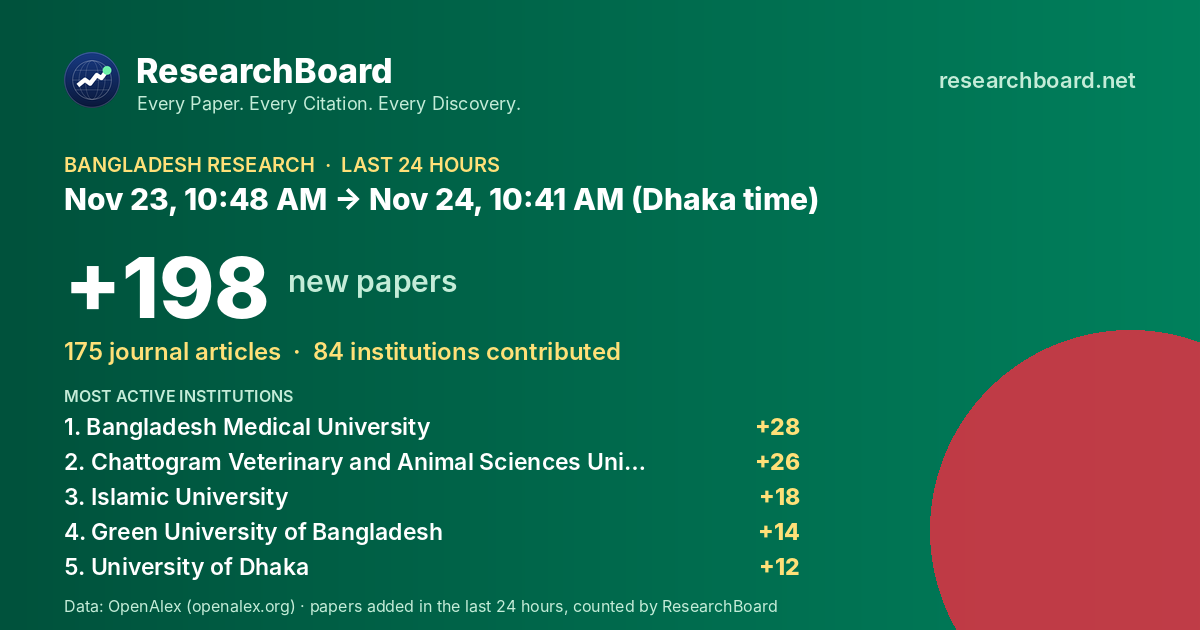 ResearchBoard
Every Paper. Every Citation. Every Discovery.
researchboard.net
BANGLADESH RESEARCH · LAST 24 HOURS
Nov 23, 10:48 AM → Nov 24, 10:41 AM (Dhaka time)
+198 new papers
175 journal articles · 84 institutions contributed
MOST ACTIVE INSTITUTIONS
1. Bangladesh Medical University +28
2. Chattogram Veterinary and Animal Sciences Uni... +26
3. Islamic University +18
4. Green University of Bangladesh +14
5. University of Dhaka +12
Data: OpenAlex (openalex.org) · papers added in the last 24 hours, counted by ResearchBoard